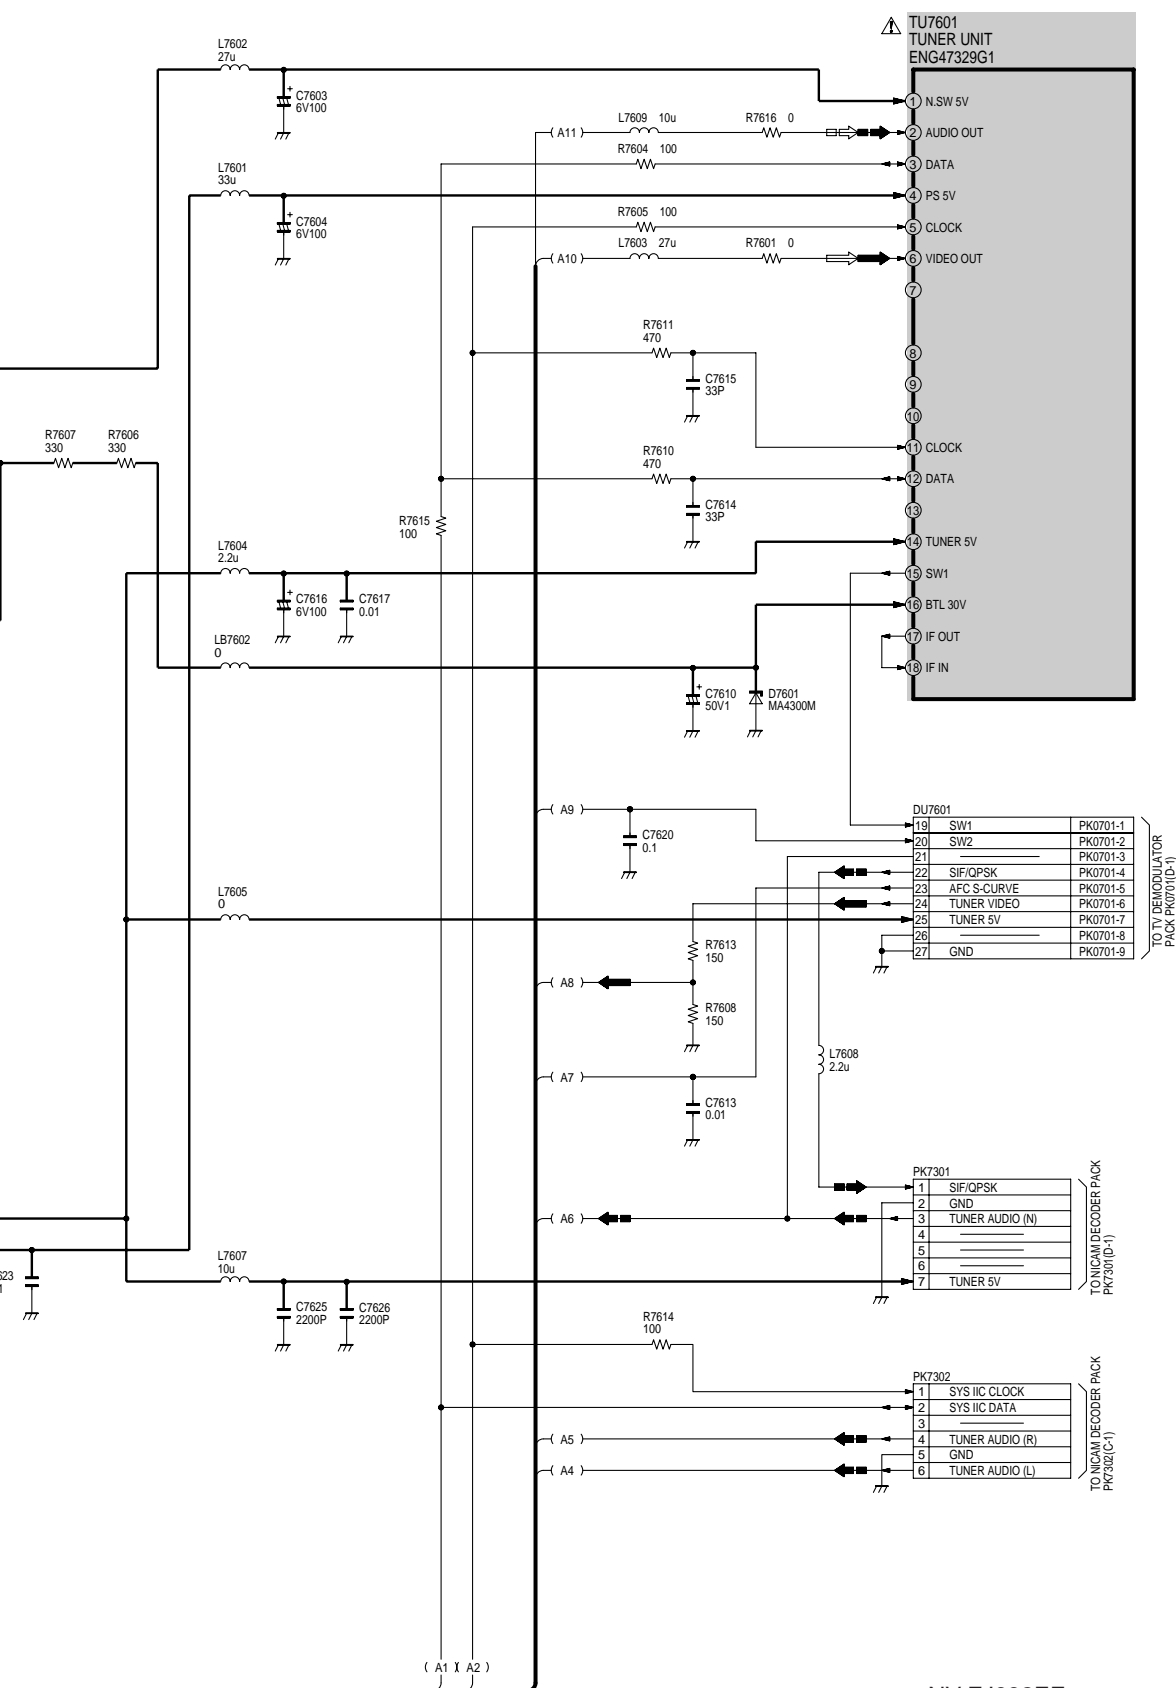 TU7601
TUNER UNIT
ENG47329G1
L7602
27u
+
C7603
6V100
1 N.SW 5V
( A11 )
L7609 10u
R7616 0
2 AUDIO OUT
R7604 100
3 DATA
L7601
33u
4 PS 5V
+
C7604
6V100
R7605 100
5 CLOCK
( A10 )
L7603 27u
R7601 0
6 VIDEO OUT
7
R7611
470
8
C7615
33P
9
10
R7607
330
R7606
330
11 CLOCK
R7610
470
12 DATA
C7614
33P
13
R7615
100
L7604
2.2u
14 TUNER 5V
15 SW1
+
C7616
6V100
C7617
0.01
16 BTL 30V
17 IF OUT
LB7602
0
18 IF IN
+
C7610
50V1
D7601
MA4300M
( A9 )
C7620
0.1
DU7601
19 SW1 PK0701-1
20 SW2 PK0701-2
21 PK0701-3
22 SIF/QPSK PK0701-4
23 AFC S-CURVE PK0701-5
24 TUNER VIDEO PK0701-6
25 TUNER 5V PK0701-7
26 PK0701-8
27 GND PK0701-9
TO TV DEMODULATOR
PACK PK0701(D-1)
L7605
0
R7613
150
( A8 )
R7608
150
L7608
2.2u
( A7 )
C7613
0.01
PK7301
1 SIF/QPSK
2 GND
3 TUNER AUDIO (N)
4
5
6
7 TUNER 5V
TO NICAM DECODER PACK
PK7301(D-1)
( A6 )
L7607
10u
623
C7625
2200P
C7626
2200P
R7614
100
PK7302
1 SYS IIC CLOCK
2 SYS IIC DATA
3
4 TUNER AUDIO (R)
5 GND
6 TUNER AUDIO (L)
TO NICAM DECODER PACK
PK7302(C-1)
( A5 )
( A4 )
( A1 )( A2 )